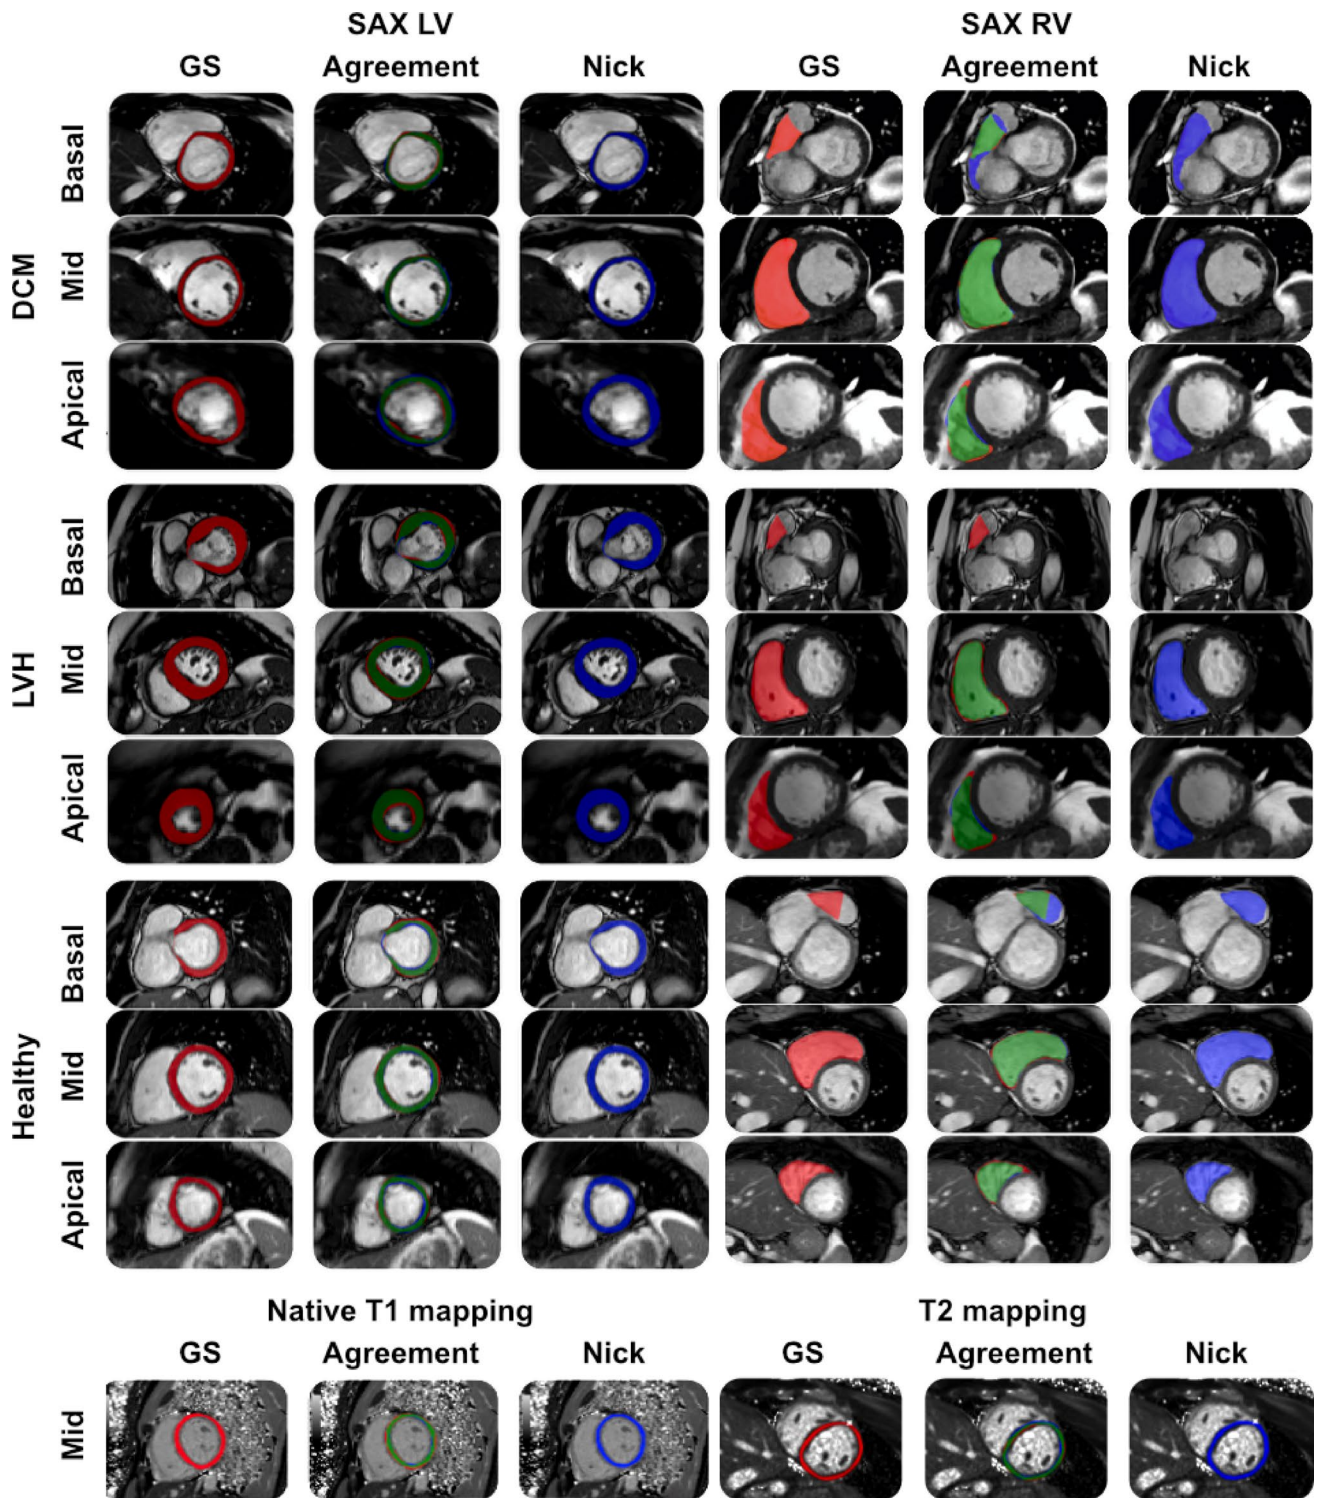 SAX LV SAX RV
GS Agreement Nick GS Agreement Nick
DCM
Basal
Mid
Apical
LVH
Basal
Mid
Apical
Healthy
Basal
Mid
Apical
Native T1 mapping T2 mapping
GS Agreement Nick GS Agreement Nick
Mid